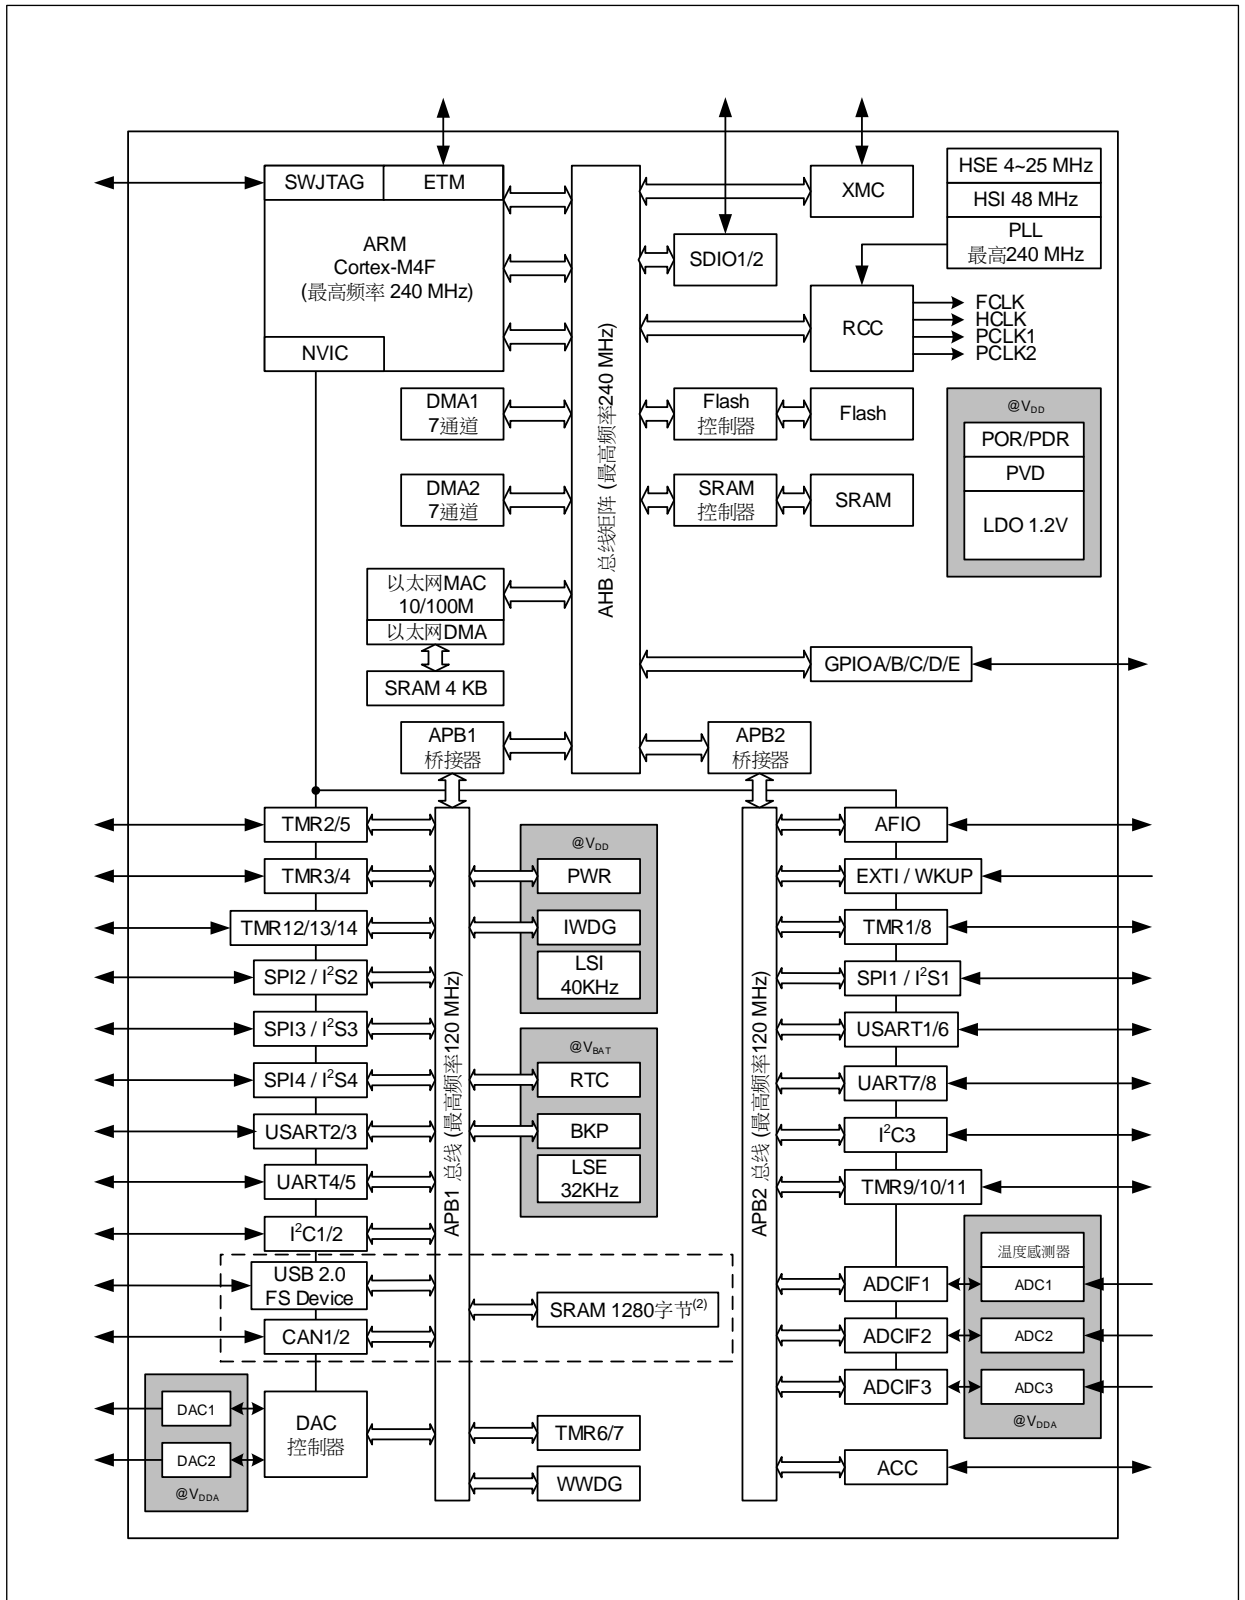 SWJTAG
ETM
ARM
Cortex-M4F
(最高频率 240 MHz)
NVIC
XMC
SDIO1/2
HSE 4~25 MHz
HSI 48 MHz
PLL
最高240 MHz
RCC
FCLK
HCLK
PCLK1
PCLK2
AHB 总线矩阵 (最高频率240 MHz)
DMA1
7通道
DMA2
7通道
Flash
控制器
Flash
SRAM
控制器
SRAM
@VDD
POR/PDR
PVD
LDO 1.2V
以太网MAC
10/100M
以太网DMA
SRAM 4 KB
GPIOA/B/C/D/E
APB1
桥接器
APB2
桥接器
TMR2/5
TMR3/4
TMR12/13/14
SPI2 / I²S2
SPI3 / I²S3
SPI4 / I²S4
USART2/3
UART4/5
I²C1/2
USB 2.0
FS Device
CAN1/2
DAC1
DAC2
@VDDA
DAC
控制器
APB1 总线 (最高频率120 MHz)
@VDD
PWR
IWDG
LSI
40KHz
@VBAT
RTC
BKP
LSE
32KHz
SRAM 1280字节⁽²⁾
TMR6/7
WWDG
APB2 总线 (最高频率120 MHz)
AFIO
EXTI / WKUP
TMR1/8
SPI1 / I²S1
USART1/6
UART7/8
I²C3
TMR9/10/11
ADCIF1
ADCIF2
ADCIF3
ACC
温度感测器
ADC1
ADC2
ADC3
@VDDA